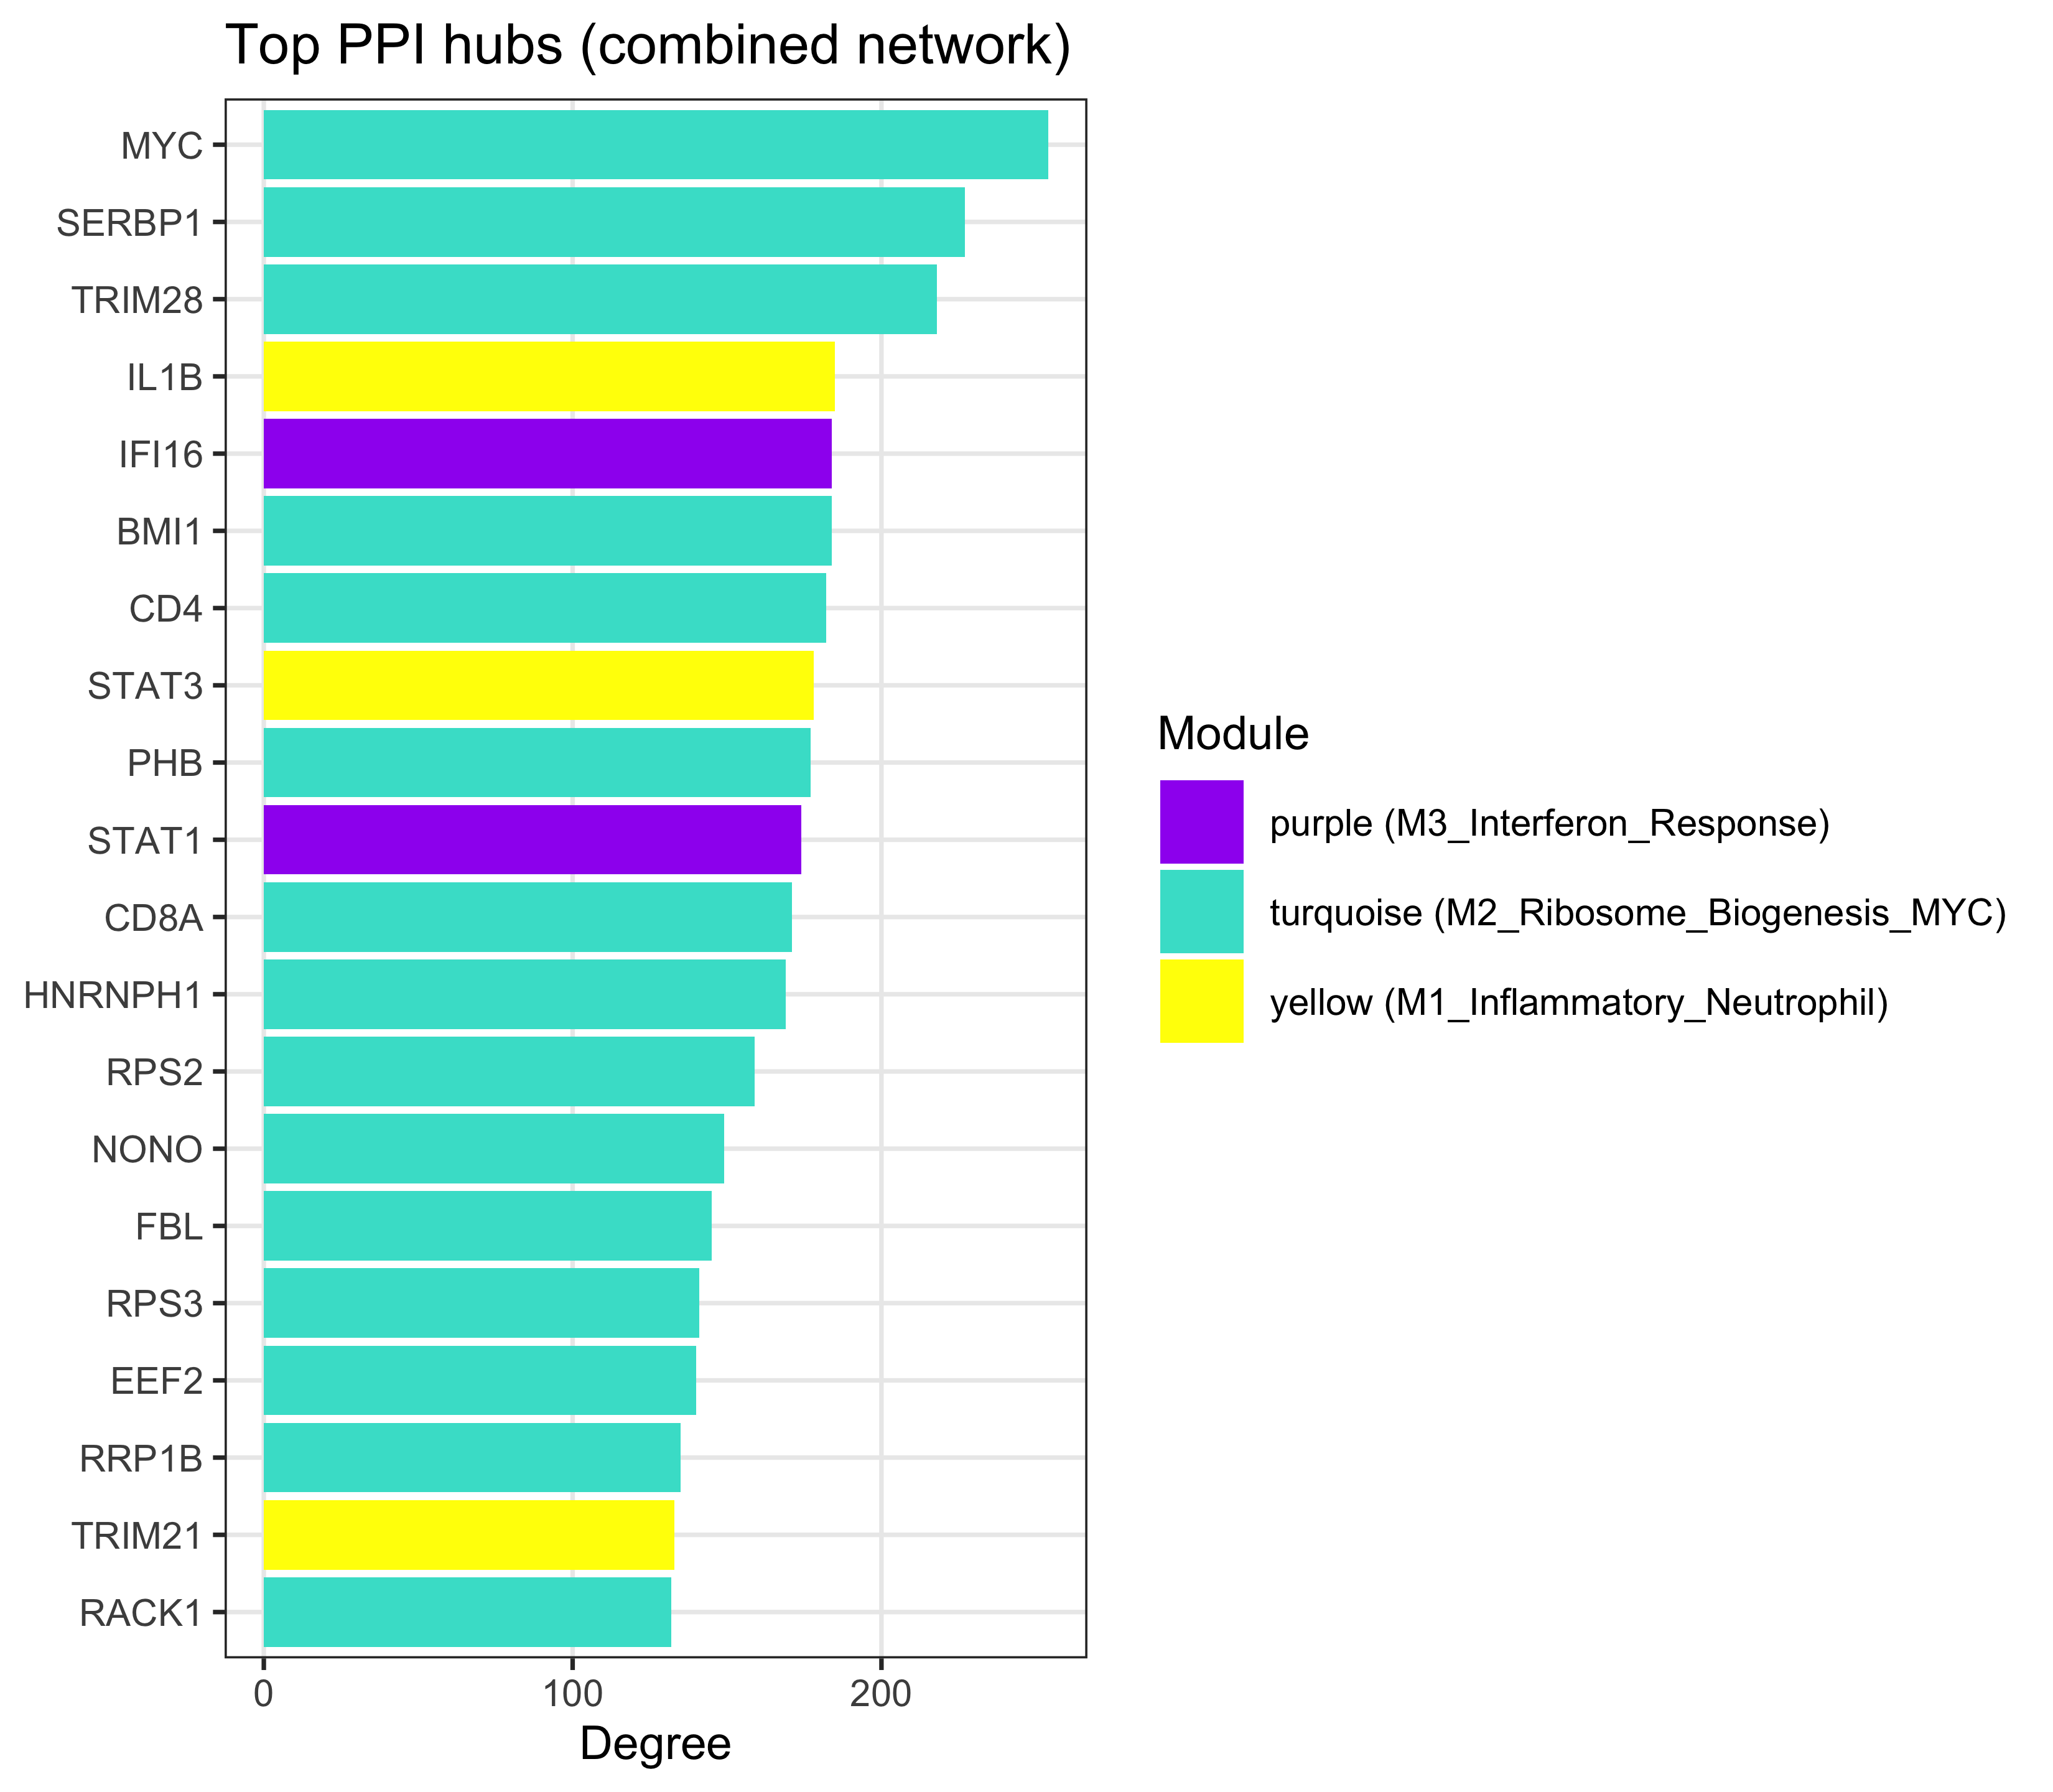 Top PPI hubs (combined network)
MYC
SERBP1
TRIM28
IL1B
IFI16
BMI1
CD4
STAT3
PHB
STAT1
CD8A
HNRNPH1
RPS2
NONO
FBL
RPS3
EEF2
RRP1B
TRIM21
RACK1
0 100 200
Degree
Module
purple (M3_Interferon_Response)
turquoise (M2_Ribosome_Biogenesis_MYC)
yellow (M1_Inflammatory_Neutrophil)